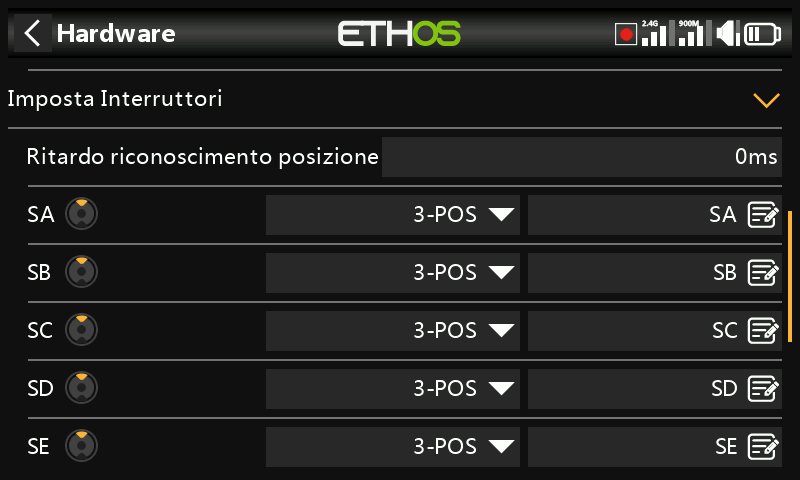 Hardware
ETHOS
2.4G
900M
Imposta Interruttori
Ritardo riconoscimento posizione
0ms
SA
3-POS
SA
SB
3-POS
SB
SC
3-POS
SC
SD
3-POS
SD
SE
3-POS
SE